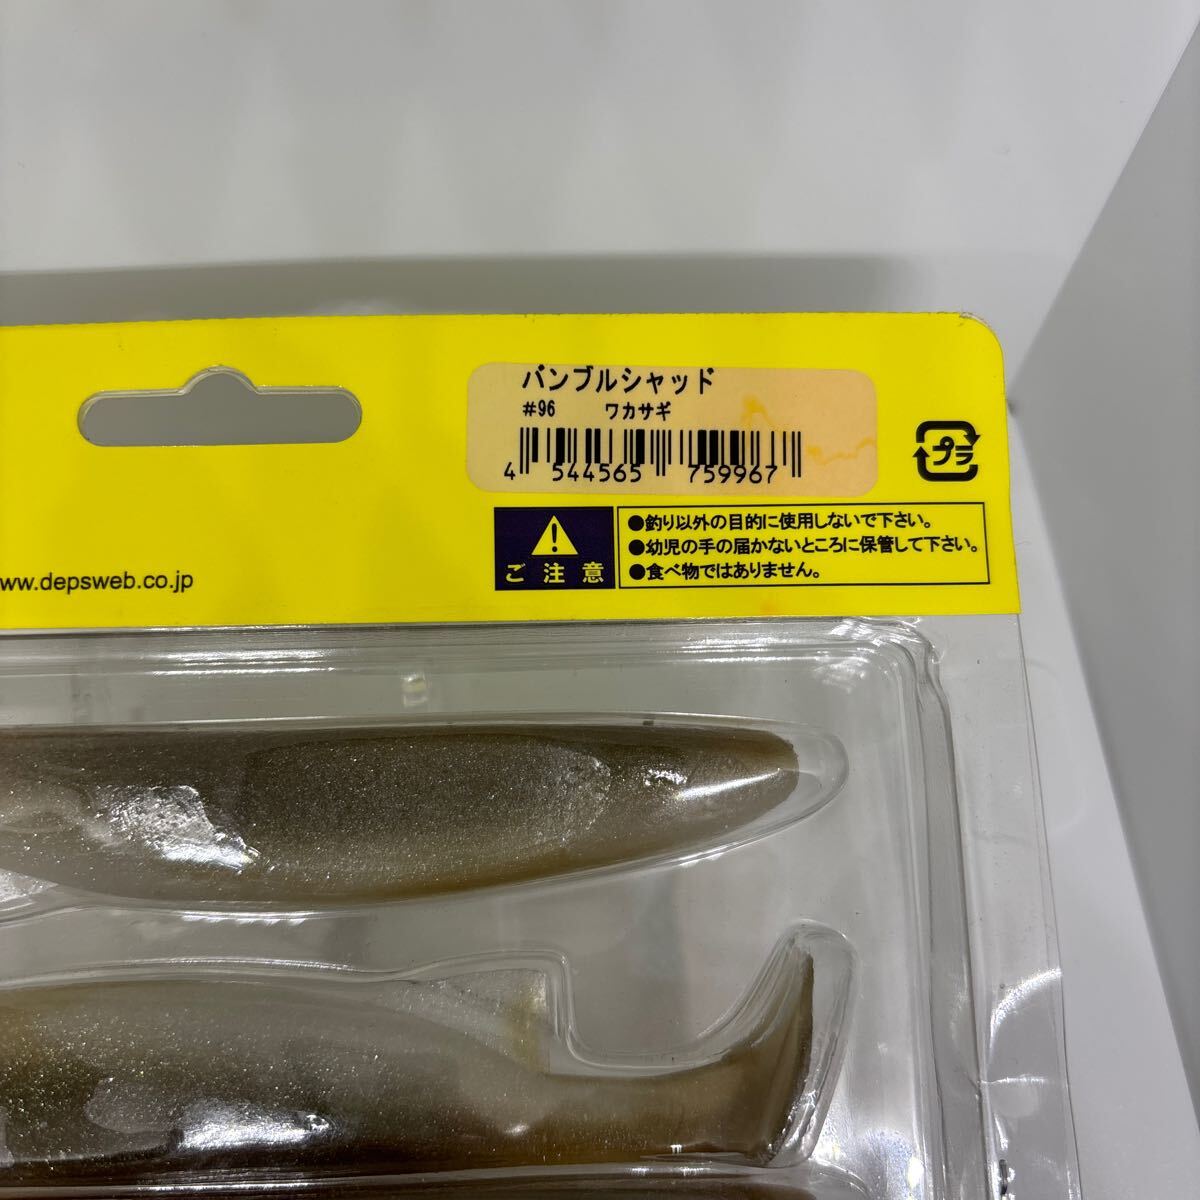 バンブルシャッド
#96 ワカサギ
4 544565 759967
プラ
ご注意
●釣り以外の目的に使用しないで下さい。
●幼児の手の届かないところに保管して下さい。
●食べ物ではありません。
ww.depsweb.co.jp